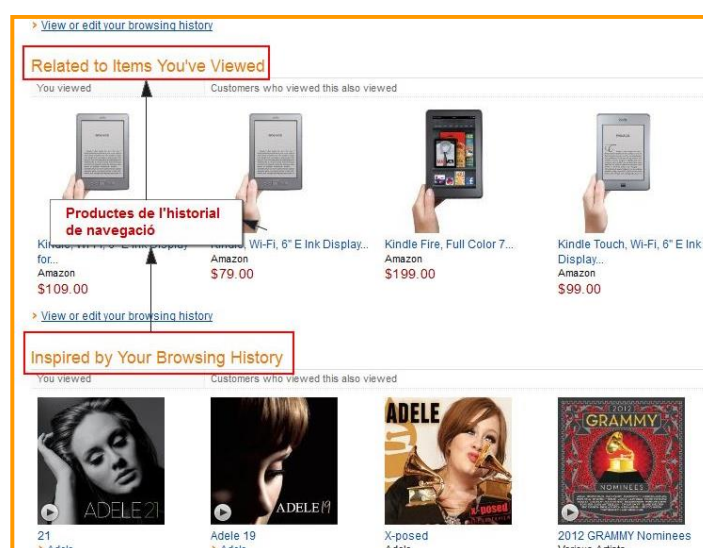 > View or edit your browsing history
Related to Items You've Viewed
You viewed
Customers who viewed this also viewed
Productes de l'historial
de navegació
for...
Amazon
$109.00
Wi-Fi, 6" E Ink Display...
Amazon
$79.00
Kindle Fire, Full Color 7...
Amazon
$199.00
Kindle Touch, Wi-Fi, 6" E Ink
Display...
Amazon
$99.00
> View or edit your browsing history
Inspired by Your Browsing History
You viewed
Customers who viewed this also viewed
ADELE 21
ADELE 19
ADELE
X-posed
2012
GRAMMY
NOMINEES
21
Adele 19
X-posed
2012 GRAMMY Nominees